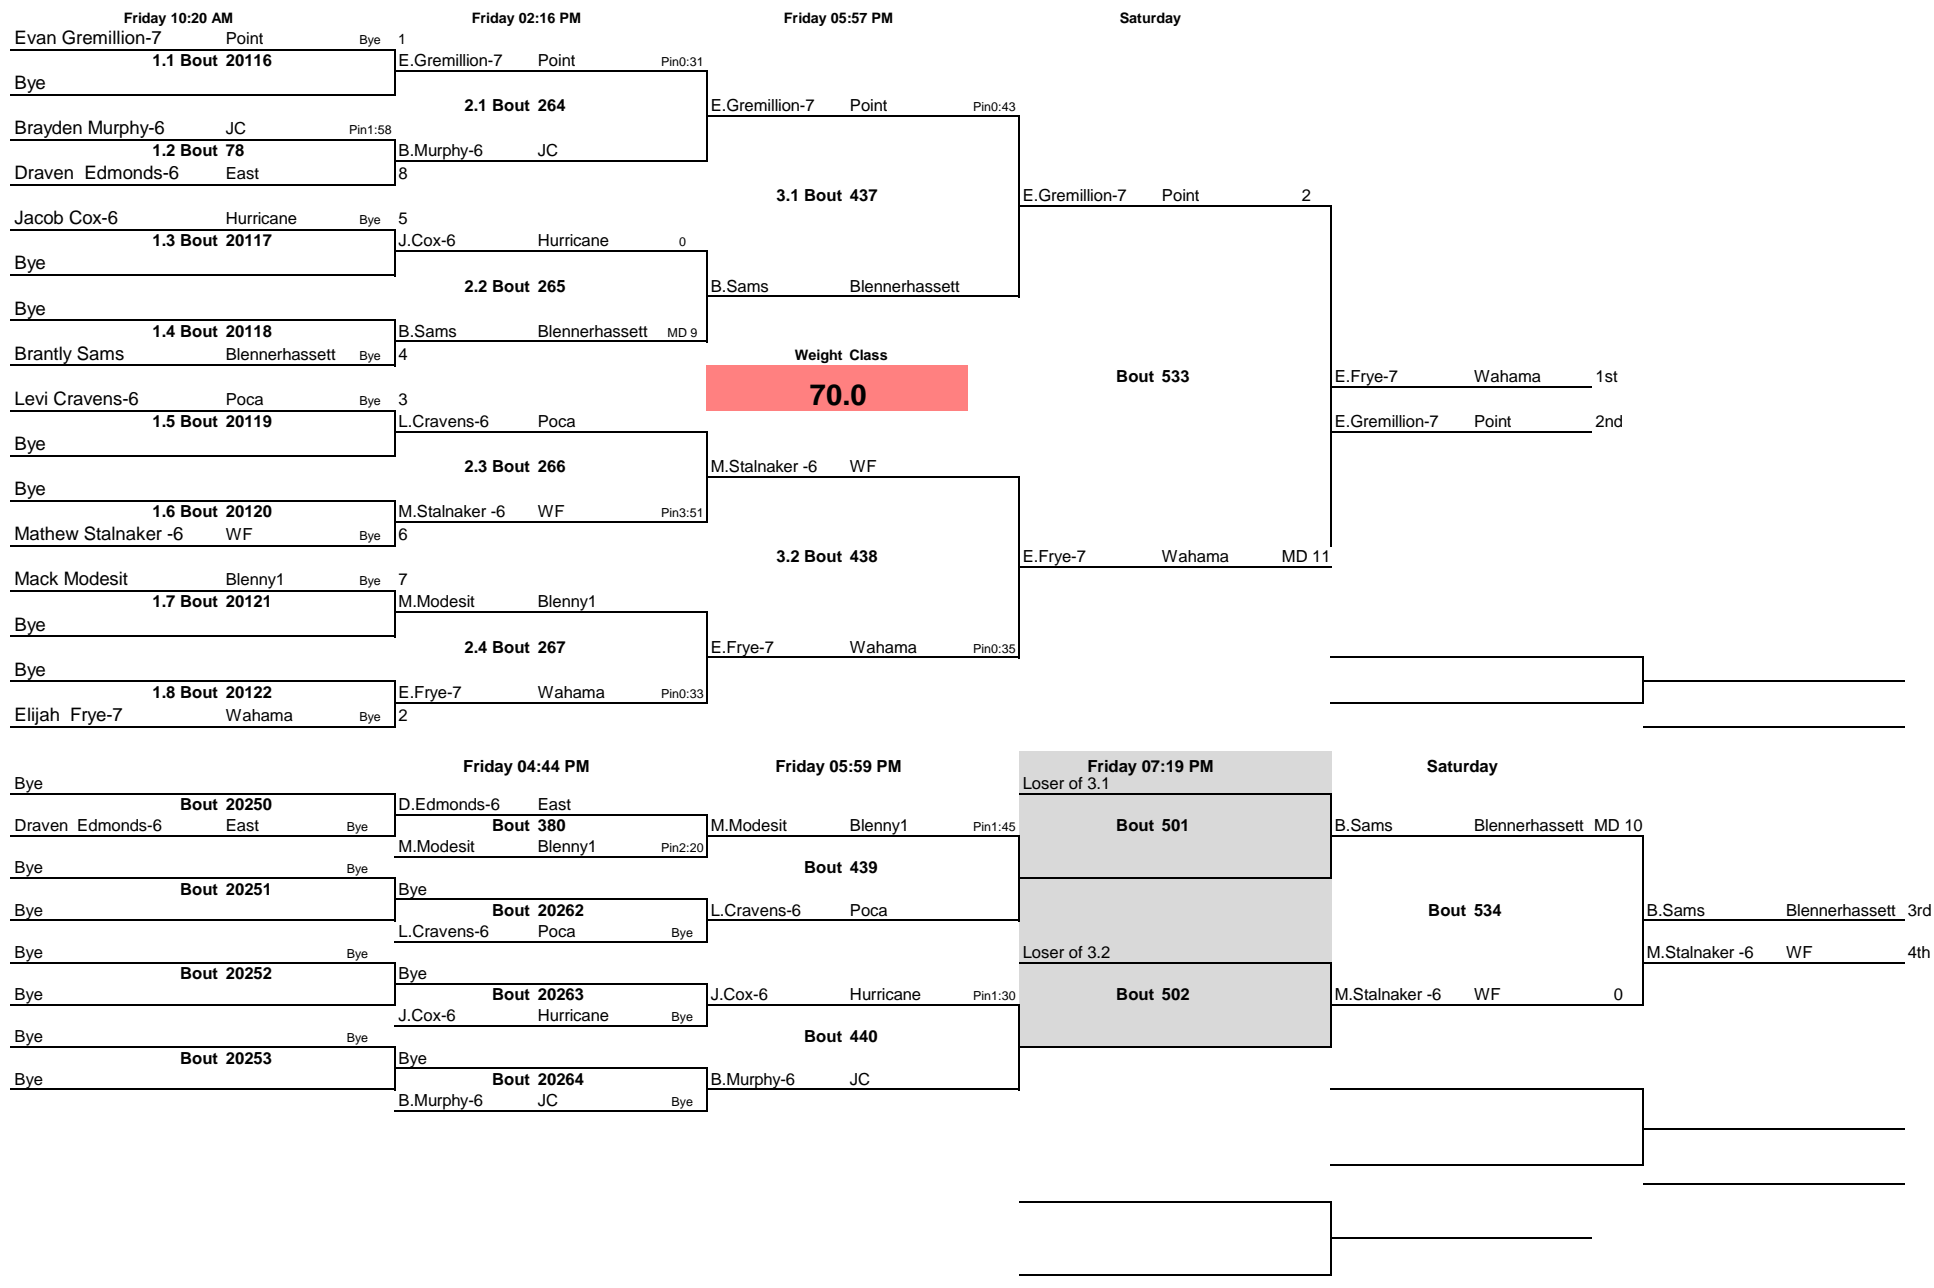 Friday 10:20 AM Friday 02:16 PM Friday 05:57 PM Saturday
Evan Gremillion-7 Point Bye 1
1.1 Bout 20116 E.Gremillion-7 Point Pin0:31
Bye
2.1 Bout 264 E.Gremillion-7 Point Pin0:43
Brayden Murphy-6 JC Pin1:58
1.2 Bout 78 B.Murphy-6 JC
Draven Edmonds-6 East 8
3.1 Bout 437 E.Gremillion-7 Point 2
Jacob Cox-6 Hurricane Bye 5
1.3 Bout 20117 J.Cox-6 Hurricane 0
Bye
2.2 Bout 265 B.Sams Blennerhassett
Bye
1.4 Bout 20118 B.Sams Blennerhassett MD 9
Brantly Sams Blennerhassett Bye 4 Weight Class
Bout 533 E.Frye-7 Wahama 1st
Levi Cravens-6 Poca Bye 3 70.0
1.5 Bout 20119 L.Cravens-6 Poca E.Gremillion-7 Point 2nd
Bye
2.3 Bout 266 M.Stalnaker -6 WF
Bye
1.6 Bout 20120 M.Stalnaker -6 WF Pin3:51
Mathew Stalnaker -6 WF Bye 6
3.2 Bout 438 E.Frye-7 Wahama MD 11
Mack Modesit Blenny1 Bye 7
1.7 Bout 20121 M.Modesit Blenny1
Bye
2.4 Bout 267 E.Frye-7 Wahama Pin0:35
Bye
1.8 Bout 20122 E.Frye-7 Wahama Pin0:33
Elijah Frye-7 Wahama Bye 2
Friday 04:44 PM Friday 05:59 PM Friday 07:19 PM Saturday
Bye Loser of 3.1
Bout 20250 D.Edmonds-6 East
Draven Edmonds-6 East Bye Bout 380 M.Modesit Blenny1 Pin1:45 Bout 501 B.Sams Blennerhassett MD 10
M.Modesit Blenny1 Pin2:20
Bye Bye Bout 439
Bout 20251 Bye
Bye Bout 20262 L.Cravens-6 Poca Bout 534 B.Sams Blennerhassett 3rd
L.Cravens-6 Poca Bye
Bye Bye Loser of 3.2 M.Stalnaker -6 WF 4th
Bout 20252 Bye
Bye Bout 20263 J.Cox-6 Hurricane Pin1:30 Bout 502 M.Stalnaker -6 WF 0
J.Cox-6 Hurricane Bye
Bye Bye Bout 440
Bout 20253 Bye
Bye Bout 20264 B.Murphy-6 JC
B.Murphy-6 JC Bye